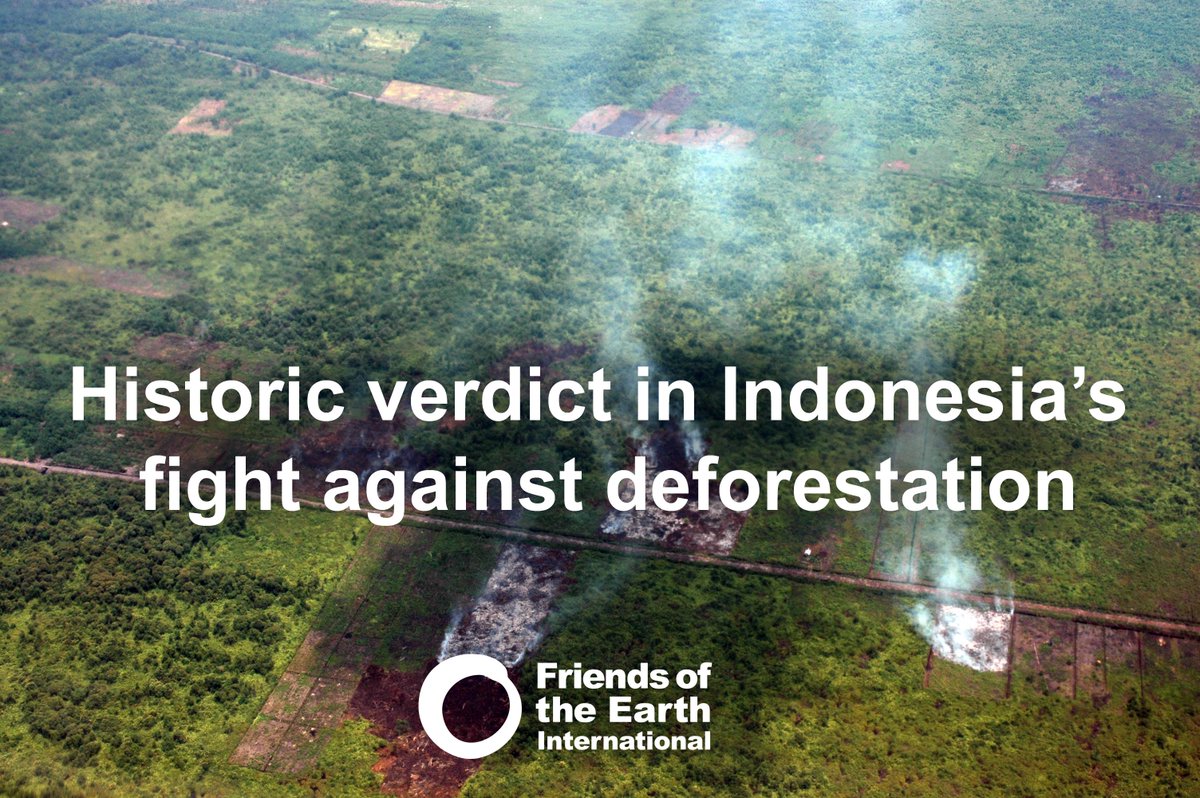 Historic verdict in Indonesia’s
fight against deforestation
Friends of
the Earth
International